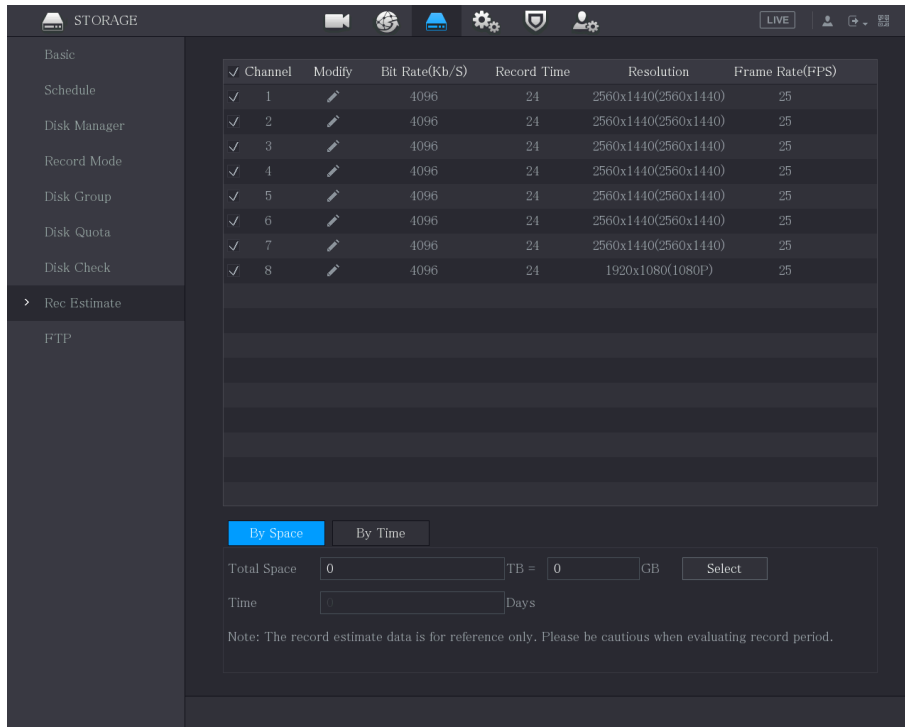 STORAGE LIVE
Basic
Schedule
Disk Manager
Record Mode
Disk Group
Disk Quota
Disk Check
Rec Estimate
FTP
Channel Modify Bit Rate(Kb/S) Record Time Resolution Frame Rate(FPS)
1 4096 24 2560x1440(2560x1440) 25
2 4096 24 2560x1440(2560x1440) 25
3 4096 24 2560x1440(2560x1440) 25
4 4096 24 2560x1440(2560x1440) 25
5 4096 24 2560x1440(2560x1440) 25
6 4096 24 2560x1440(2560x1440) 25
7 4096 24 2560x1440(2560x1440) 25
8 4096 24 1920x1080(1080P) 25
By Space By Time
Total Space 0 TB = 0 GB Select
Time 0 Days
Note: The record estimate data is for reference only. Please be cautious when evaluating record period.